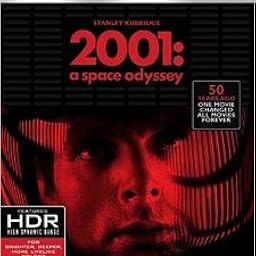 STANLEY KUBRICK'S
2001:
a space odyssey
50
YEARS AGO
ONE MOVIE
CHANGED
ALL MOVIES
FOREVER
FEATURES
HDR
HIGH DYNAMIC RANGE
FOR
BRIGHTER, DEEPER,
MORE LIFELIKE